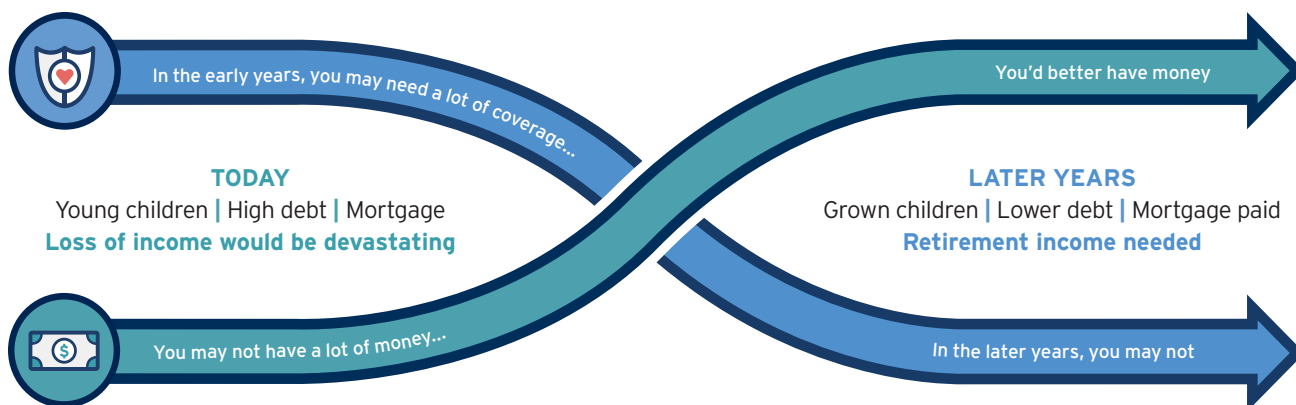 In the early years, you may need a lot of coverage...
You'd better have money
TODAY
Young children | High debt | Mortgage
Loss of income would be devastating
LATER YEARS
Grown children | Lower debt | Mortgage paid
Retirement income needed
$
You may not have a lot of money...
In the later years, you may not